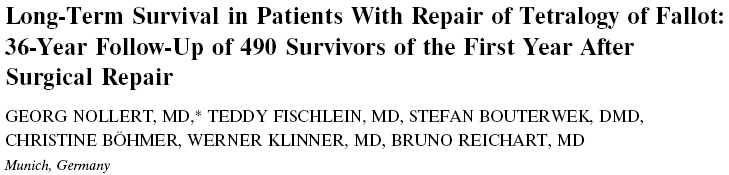 Long-Term Survival in Patients With Repair of Tetralogy of Fallot:
36-Year Follow-Up of 490 Survivors of the First Year After
Surgical Repair
GEORG NOLLERT, MD,* TEDDY FISCHLEIN, MD, STEFAN BOUTERWEK, DMD,
CHRISTINE BÖHMER, WERNER KLINNER, MD, BRUNO REICHART, MD
Munich, Germany